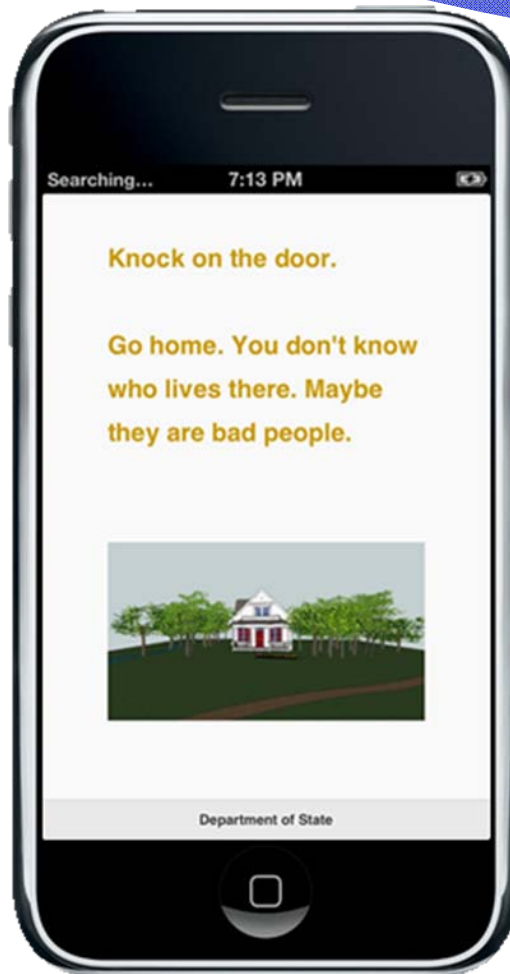 Searching... 7:13 PM
Knock on the door.
Go home. You don't know
who lives there. Maybe
they are bad people.
Department of State